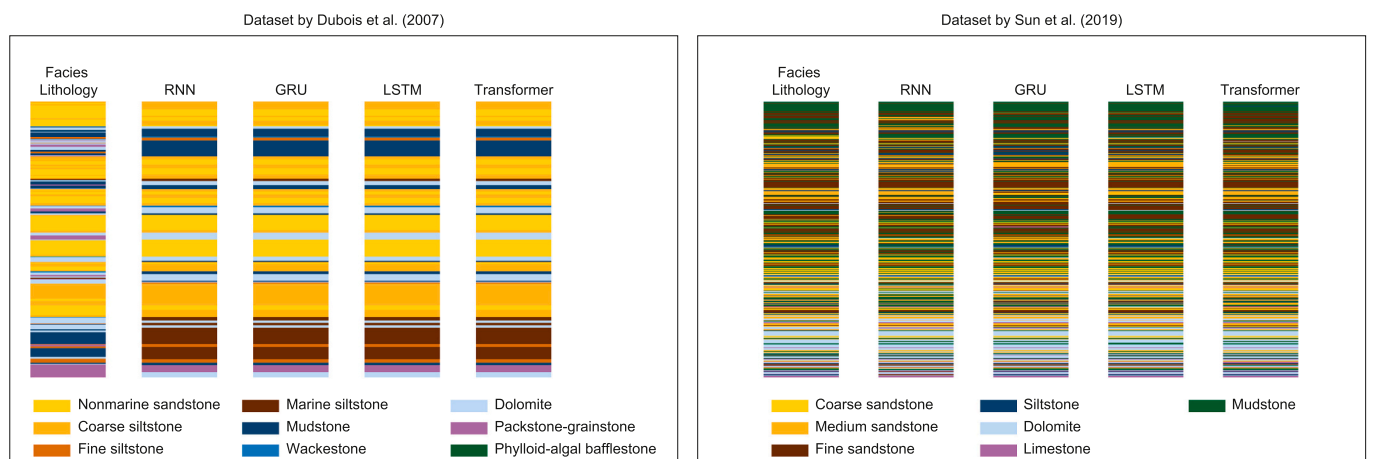 Dataset by Dubois et al. (2007)
Facies
Lithology
RNN
GRU
LSTM
Transformer
Nonmarine sandstone
Coarse siltstone
Fine siltstone
Marine siltstone
Mudstone
Wackestone
Dolomite
Packstone-grainstone
Phylloid-algal bafflestone
Dataset by Sun et al. (2019)
Facies
Lithology
RNN
GRU
LSTM
Transformer
Coarse sandstone
Medium sandstone
Fine sandstone
Siltstone
Dolomite
Limestone
Mudstone